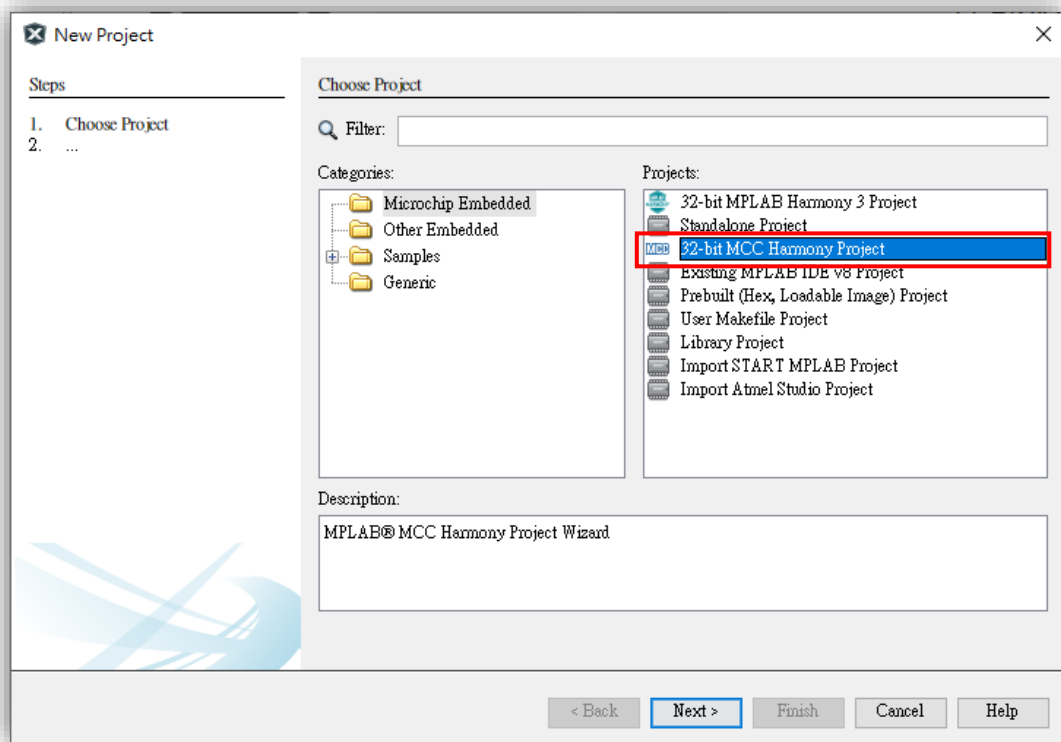 New Project
Steps
1. Choose Project
2. ...
Choose Project
Filter:
Categories:
Microchip Embedded
Other Embedded
Samples
Generic
Projects:
32-bit MPLAB Harmony 3 Project
Standalone Project
MCC 32-bit MCC Harmony Project
Existing MPLAB IDE v8 Project
Prebuilt (Hex, Loadable Image) Project
User Makefile Project
Library Project
Import START MPLAB Project
Import Atmel Studio Project
Description:
MPLAB® MCC Harmony Project Wizard
< Back Next > Finish Cancel Help